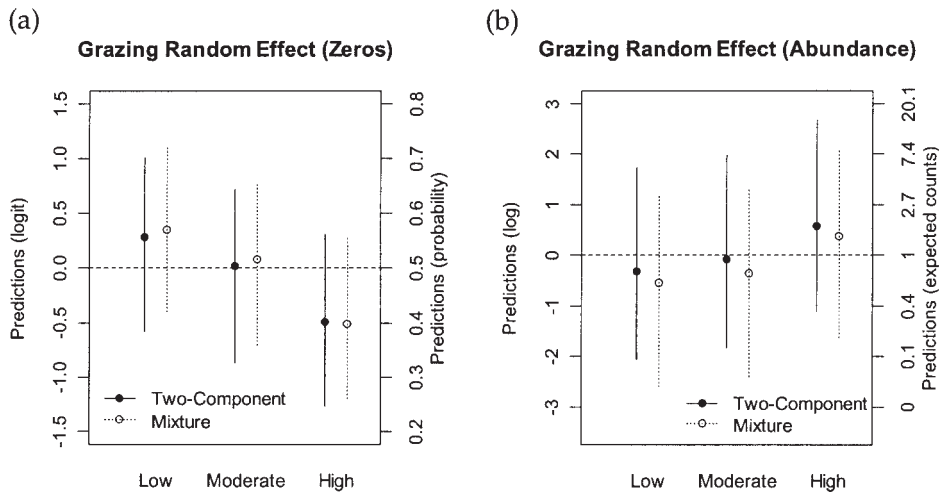 (a)
Grazing Random Effect (Zeros)
Predictions (logit)
1.5
1.0
0.5
0.0
-0.5
-1.0
-1.5
0.8
0.7
0.6
0.5
0.4
0.3
0.2
Predictions (probability)
Two-Component
Mixture
Low Moderate High
(b)
Grazing Random Effect (Abundance)
Predictions (log)
3
2
1
0
-1
-2
-3
20.1
7.4
2.7
1
0.4
0.1
0
Predictions (expected counts)
Two-Component
Mixture
Low Moderate High